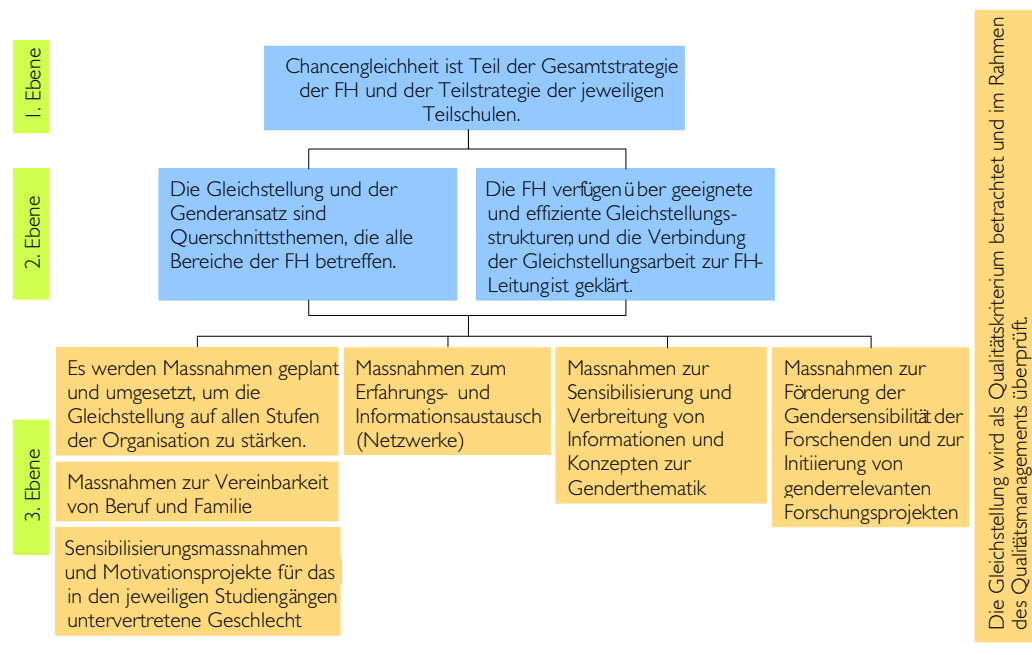 1. Ebene
Chancengleichheit ist Teil der Gesamtstrategie
der FH und der Teilstrategie der jeweiligen
Teilschulen.
2. Ebene
Die Gleichstellung und der
Genderansatz sind
Querschnittsthemen, die alle
Bereiche der FH betreffen.
Die FH verfügen über geeignete
und effiziente Gleichstellungs-
strukturen, und die Verbindung
der Gleichstellungsarbeit zur FH-
Leitung ist geklärt.
3. Ebene
Es werden Massnahmen geplant
und umgesetzt, um die
Gleichstellung auf allen Stufen
der Organisation zu stärken.
Massnahmen zur Vereinbarkeit
von Beruf und Familie
Sensibilisierungsmassnahmen
und Motivationsprojekte für das
in den jeweiligen Studiengängen
untervertretene Geschlecht
Massnahmen zum
Erfahrungs- und
Informationsaustausch
(Netzwerke)
Massnahmen zur
Sensibilisierung und
Verbreitung von
Informationen und
Konzepten zur
Genderthematik
Massnahmen zur
Förderung der
Gendersensibilität der
Forschenden und zur
Initiierung von
genderrelevanten
Forschungsprojekten
Die Gleichstellung wird als Qualitätskriterium betrachtet und im Rahmen
des Qualitätsmanagements überprüft.